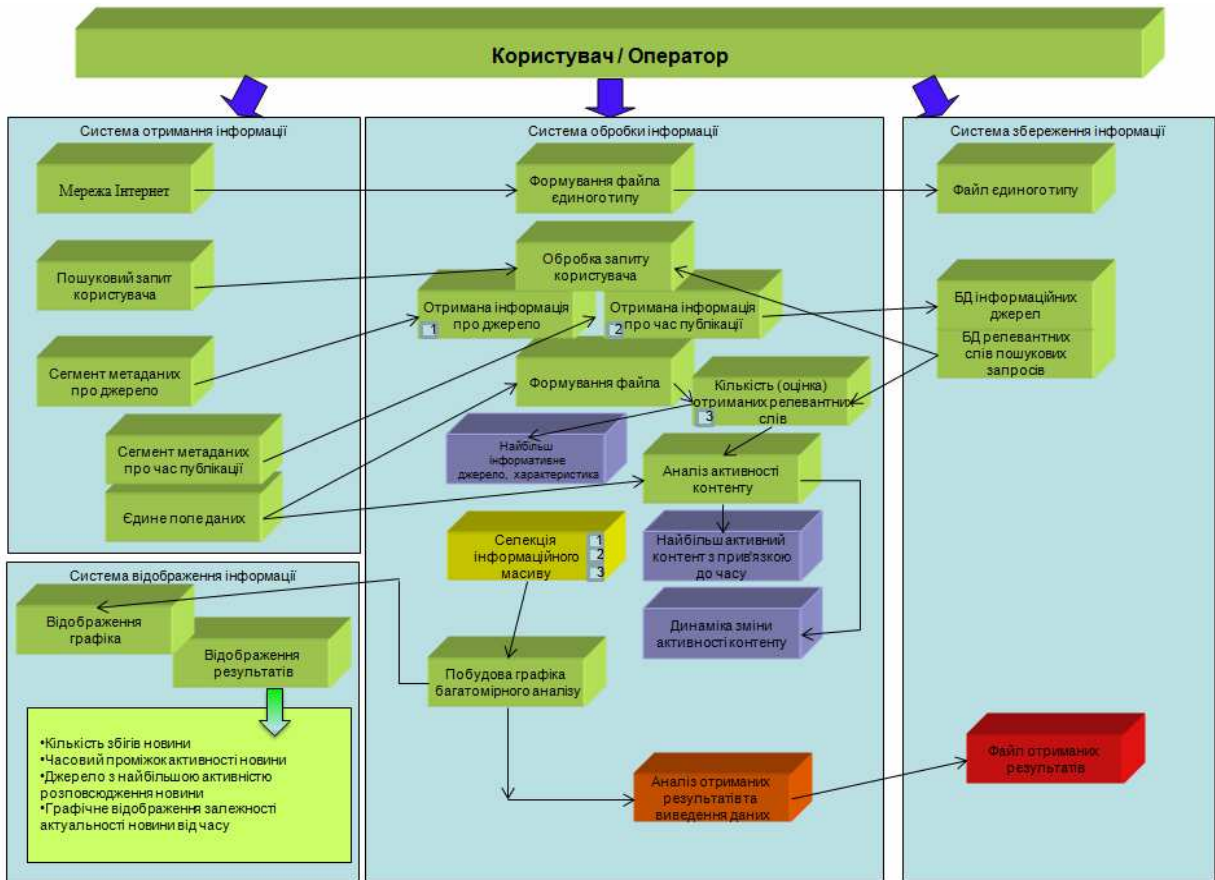 Користувач / Оператор
Система отримання інформації
Мережа Інтернет
Пошуковий запит
користувача
Сегмент метаданих
про джерело
Сегмент метаданих
про час публікації
Єдине поле даних
Система обробки інформації
Формування файла
єдиного типу
Обробка запиту
користувача
Отримана інформація
про джерело
1
Отримана інформація
про час публікації
2
Формування файла
Кількість (оцінка)
отриманих релевантних
слів
3
Найбільш
інформативне
джерело, характеристика
Аналіз активності
контенту
Селекція
інформаційного
масиву
1
2
3
Найбільш активний
контент з прив'язкою
до часу
Динаміка зміни
активності контенту
Побудова графіка
багатомірного аналізу
Аналіз отриманих
результатів та
виведення даних
Система збереження інформації
Файл єдиного типу
БД інформаційних
джерел
БД релевантних
слів пошукових
запросів
Файл отриманих
результатів
Система відображення інформації
Відображення
графіка
Відображення
результатів
•Кількість збігів новини
•Часовий проміжок активності новини
•Джерело з найбільшою активністю
розповсюдження новини
•Графічне відображення залежності
актуальності новини від часу